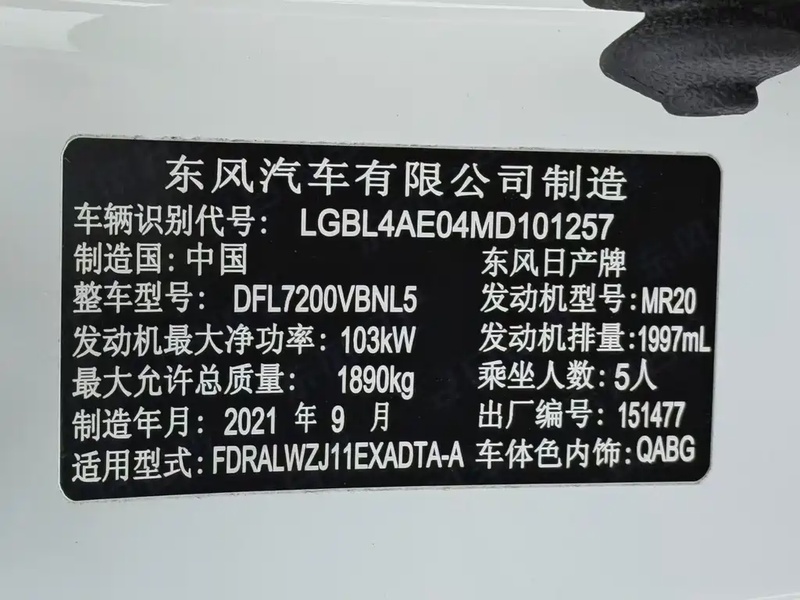 东风汽车有限公司制造
车辆识别代号: LGBL4AE04MD101257
制造国: 中国 东风日产牌
整车型号: DFL7200VBNL5 发动机型号: MR20
发动机最大净功率: 103kW 发动机排量: 1997mL
最大允许总质量: 1890kg 乘坐人数: 5人
制造年月: 2021 年 9 月 出厂编号: 151477
适用型式: FDRALWZJ11EXADTA-A 车体色内饰: QABG